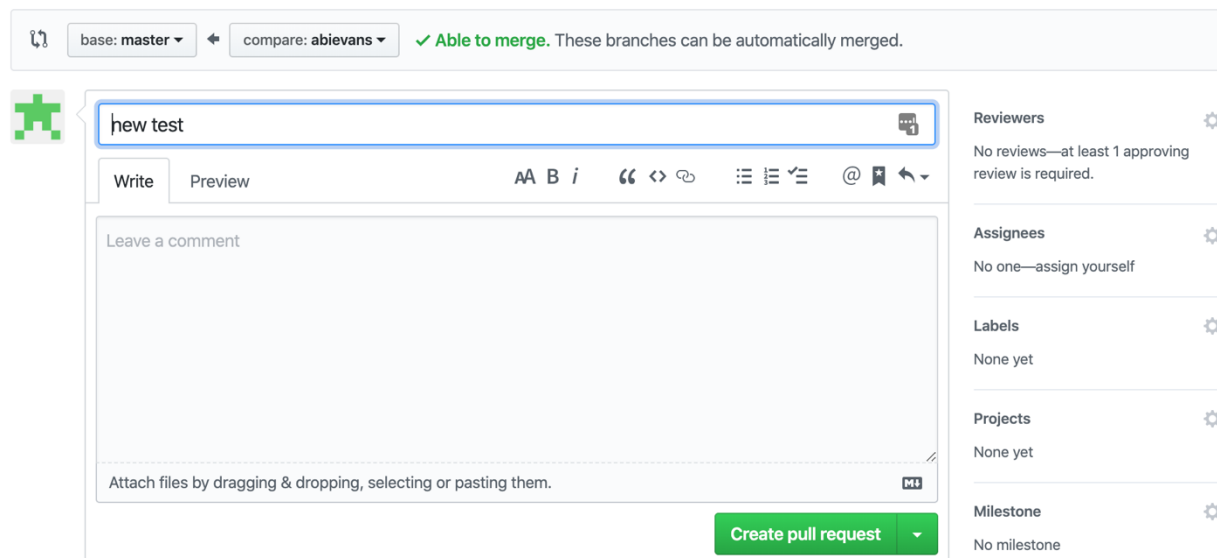 base: master compare: abievans Able to merge. These branches can be automatically merged.
new test
1
Write Preview
AA B i
Leave a comment
Attach files by dragging & dropping, selecting or pasting them.
Create pull request
Reviewers
No reviews—at least 1 approving
review is required.
Assignees
No one—assign yourself
Labels
None yet
Projects
None yet
Milestone
No milestone